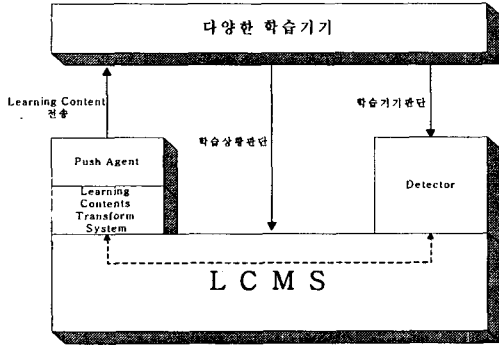 다양한 학습기기
Learning Content
전송
학습상황판단
학습기기판단
Push Agent
Learning
Contents
Transform
System
Detector
L C M S